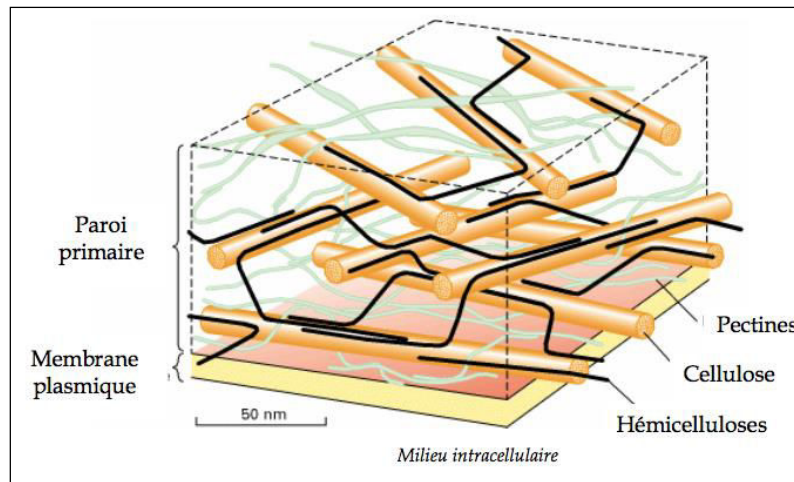 Paroi
primaire
Pectines
Membrane
plasmique
Cellulose
50 nm
Hémicelluloses
Milieu intracellulaire